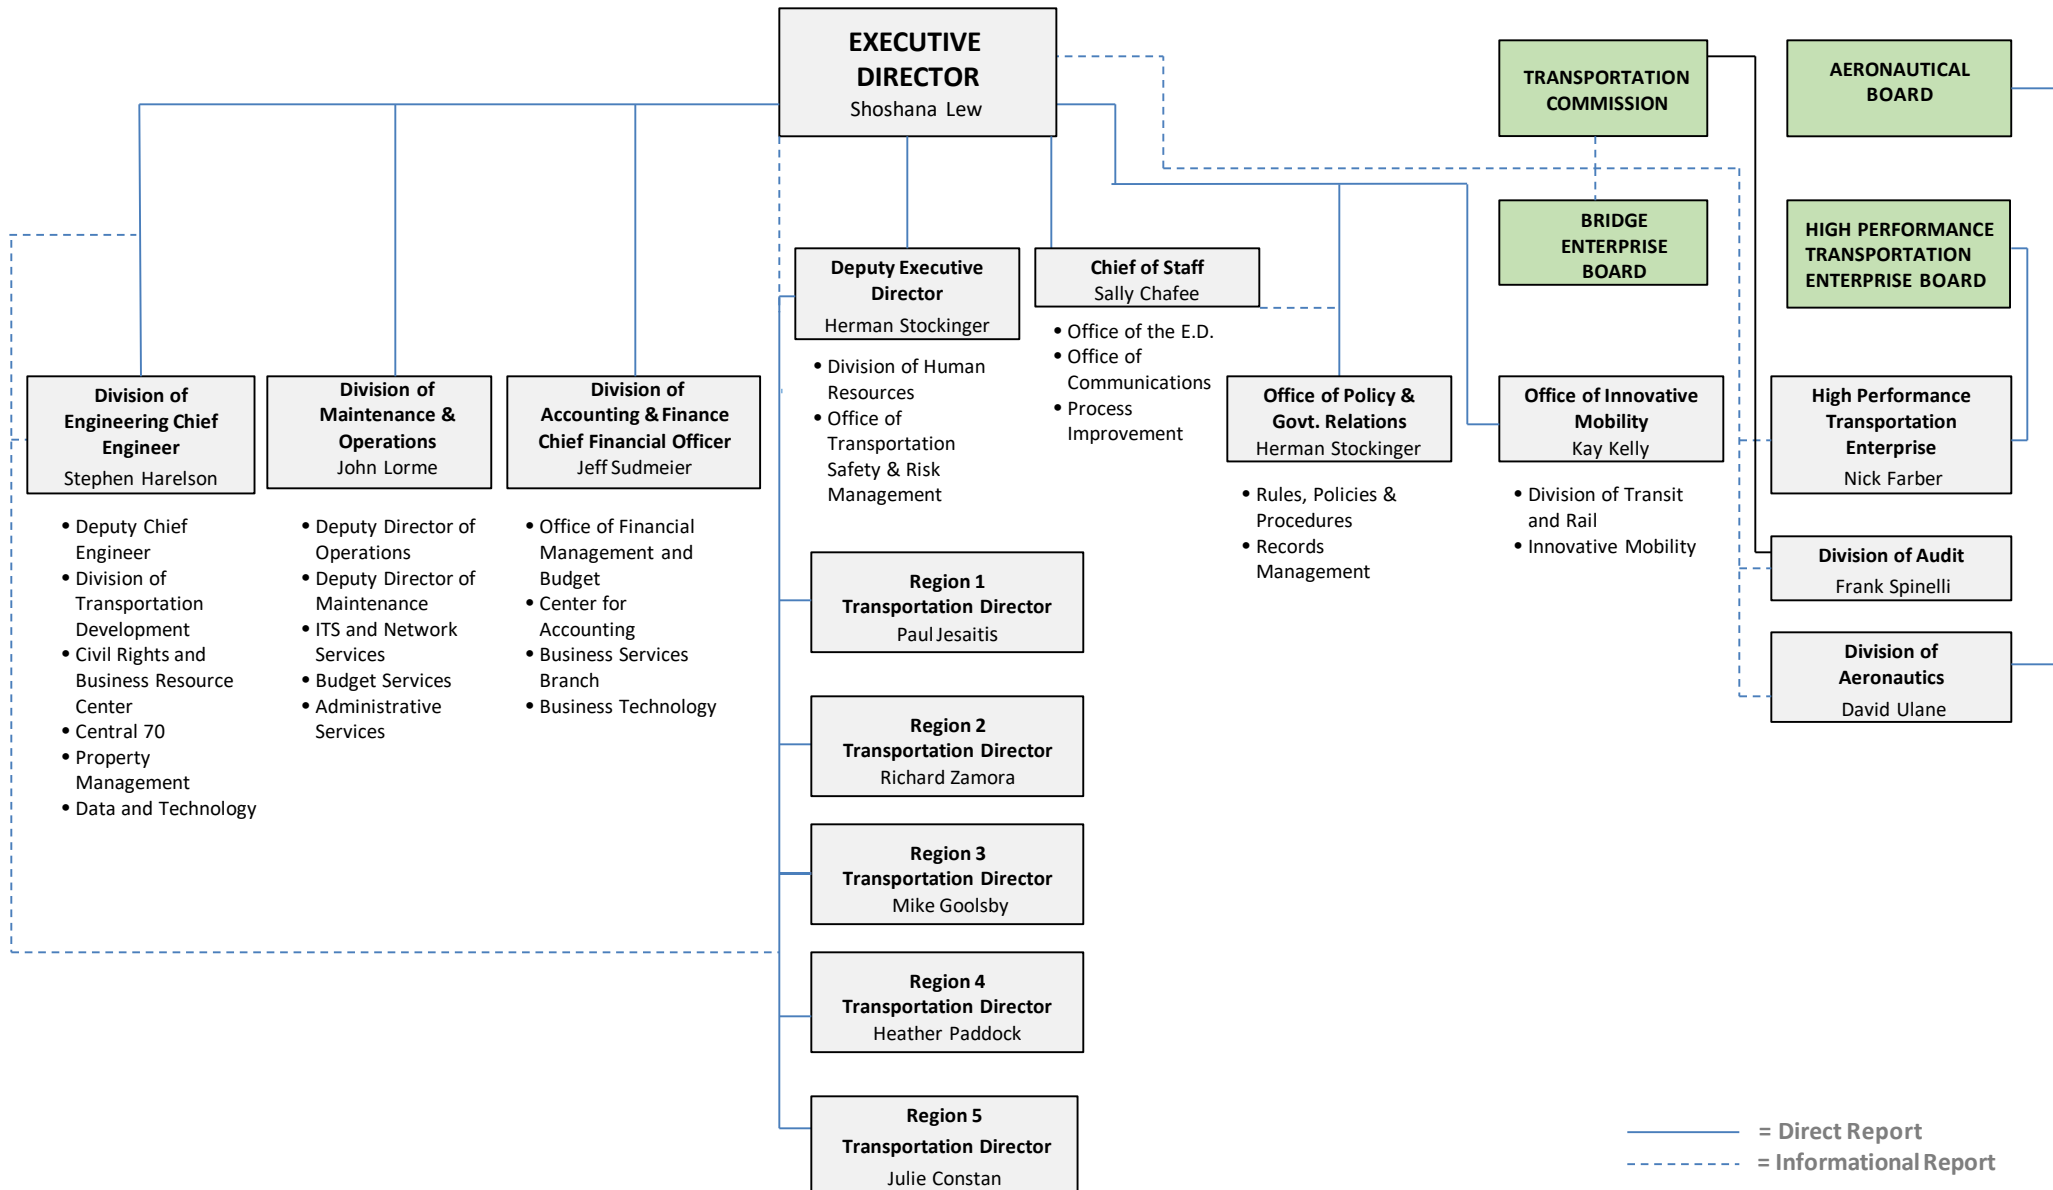 EXECUTIVE
DIRECTOR
Shoshana Lew
TRANSPORTATION
COMMISSION
AERONAUTICAL
BOARD
BRIDGE
ENTERPRISE
BOARD
HIGH PERFORMANCE
TRANSPORTATION
ENTERPRISE BOARD
Deputy Executive
Director
Herman Stockinger
• Division of Human
Resources
• Office of
Transportation
Safety & Risk
Management
Chief of Staff
Sally Chafee
• Office of the E.D.
• Office of
Communications
• Process
Improvement
Division of
Engineering Chief
Engineer
Stephen Harelson
• Deputy Chief
Engineer
• Division of
Transportation
Development
• Civil Rights and
Business Resource
Center
• Central 70
• Property
Management
• Data and Technology
Division of
Maintenance &
Operations
John Lorme
• Deputy Director of
Operations
• Deputy Director of
Maintenance
• ITS and Network
Services
• Budget Services
• Administrative
Services
Division of
Accounting & Finance
Chief Financial Officer
Jeff Sudmeier
• Office of Financial
Management and
Budget
• Center for
Accounting
• Business Services
Branch
• Business Technology
Office of Policy &
Govt. Relations
Herman Stockinger
• Rules, Policies &
Procedures
• Records
Management
Office of Innovative
Mobility
Kay Kelly
• Division of Transit
and Rail
• Innovative Mobility
High Performance
Transportation
Enterprise
Nick Farber
Division of Audit
Frank Spinelli
Division of
Aeronautics
David Ulane
Region 1
Transportation Director
Paul Jesaitis
Region 2
Transportation Director
Richard Zamora
Region 3
Transportation Director
Mike Goolsby
Region 4
Transportation Director
Heather Paddock
Region 5
Transportation Director
Julie Constan
= Direct Report
= Informational Report